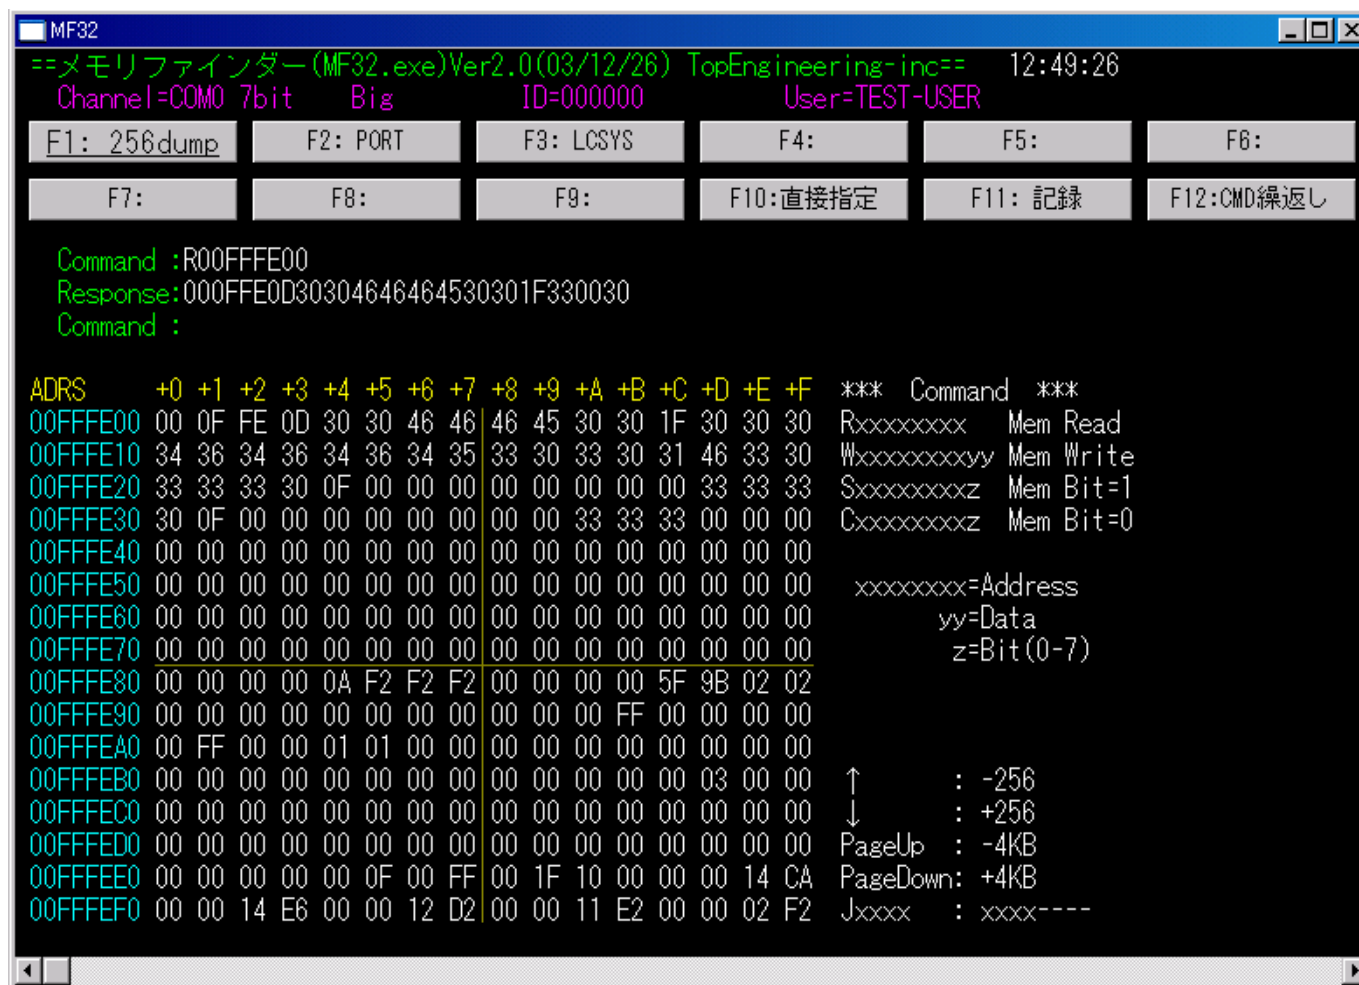 MF32
==メモリファインダー(MF32.exe)Ver2.0(03/12/26) TopEngineering-inc== 12:49:26
Channel=COM0 7bit Big ID=000000 User=TEST-USER
F1: 256dump F2: PORT F3: LCSYS F4: F5: F6:
F7: F8: F9: F10:直接指定 F11: 記録 F12:CMD繰返し
Command :R00FFFE00
Response:000FFE0D30304646464530301F330030
Command :
ADRS +0 +1 +2 +3 +4 +5 +6 +7 +8 +9 +A +B +C +D +E +F *** Command ***
00FFFE00 00 0F FE 0D 30 30 46 46 46 45 30 30 1F 30 30 30 Rxxxxxxxx Mem Read
00FFFE10 34 36 34 36 34 36 34 35 33 30 33 30 31 46 33 30 Wxxxxxxxxyy Mem Write
00FFFE20 33 33 33 30 0F 00 00 00 00 00 00 00 00 33 33 33 Sxxxxxxxxz Mem Bit=1
00FFFE30 30 0F 00 00 00 00 00 00 00 00 33 33 33 00 00 00 Cxxxxxxxxz Mem Bit=0
00FFFE40 00 00 00 00 00 00 00 00 00 00 00 00 00 00 00 00
00FFFE50 00 00 00 00 00 00 00 00 00 00 00 00 00 00 00 00 xxxxxxxx=Address
00FFFE60 00 00 00 00 00 00 00 00 00 00 00 00 00 00 00 00 yy=Data
00FFFE70 00 00 00 00 00 00 00 00 00 00 00 00 00 00 00 00 z=Bit(0-7)
00FFFE80 00 00 00 00 0A F2 F2 F2 00 00 00 00 5F 9B 02 02
00FFFE90 00 00 00 00 00 00 00 00 00 00 00 FF 00 00 00 00
00FFFEA0 00 FF 00 00 01 01 00 00 00 00 00 00 00 00 00 00
00FFFEB0 00 00 00 00 00 00 00 00 00 00 00 00 00 03 00 00 ↑ : -256
00FFFEC0 00 00 00 00 00 00 00 00 00 00 00 00 00 00 00 00 ↓ : +256
00FFFED0 00 00 00 00 00 00 00 00 00 00 00 00 00 00 00 00 PageUp : -4KB
00FFFEE0 00 00 00 00 00 0F 00 FF 00 1F 10 00 00 00 14 CA PageDown: +4KB
00FFFEF0 00 00 14 E6 00 00 12 D2 00 00 11 E2 00 00 02 F2 Jxxxx : xxxx----